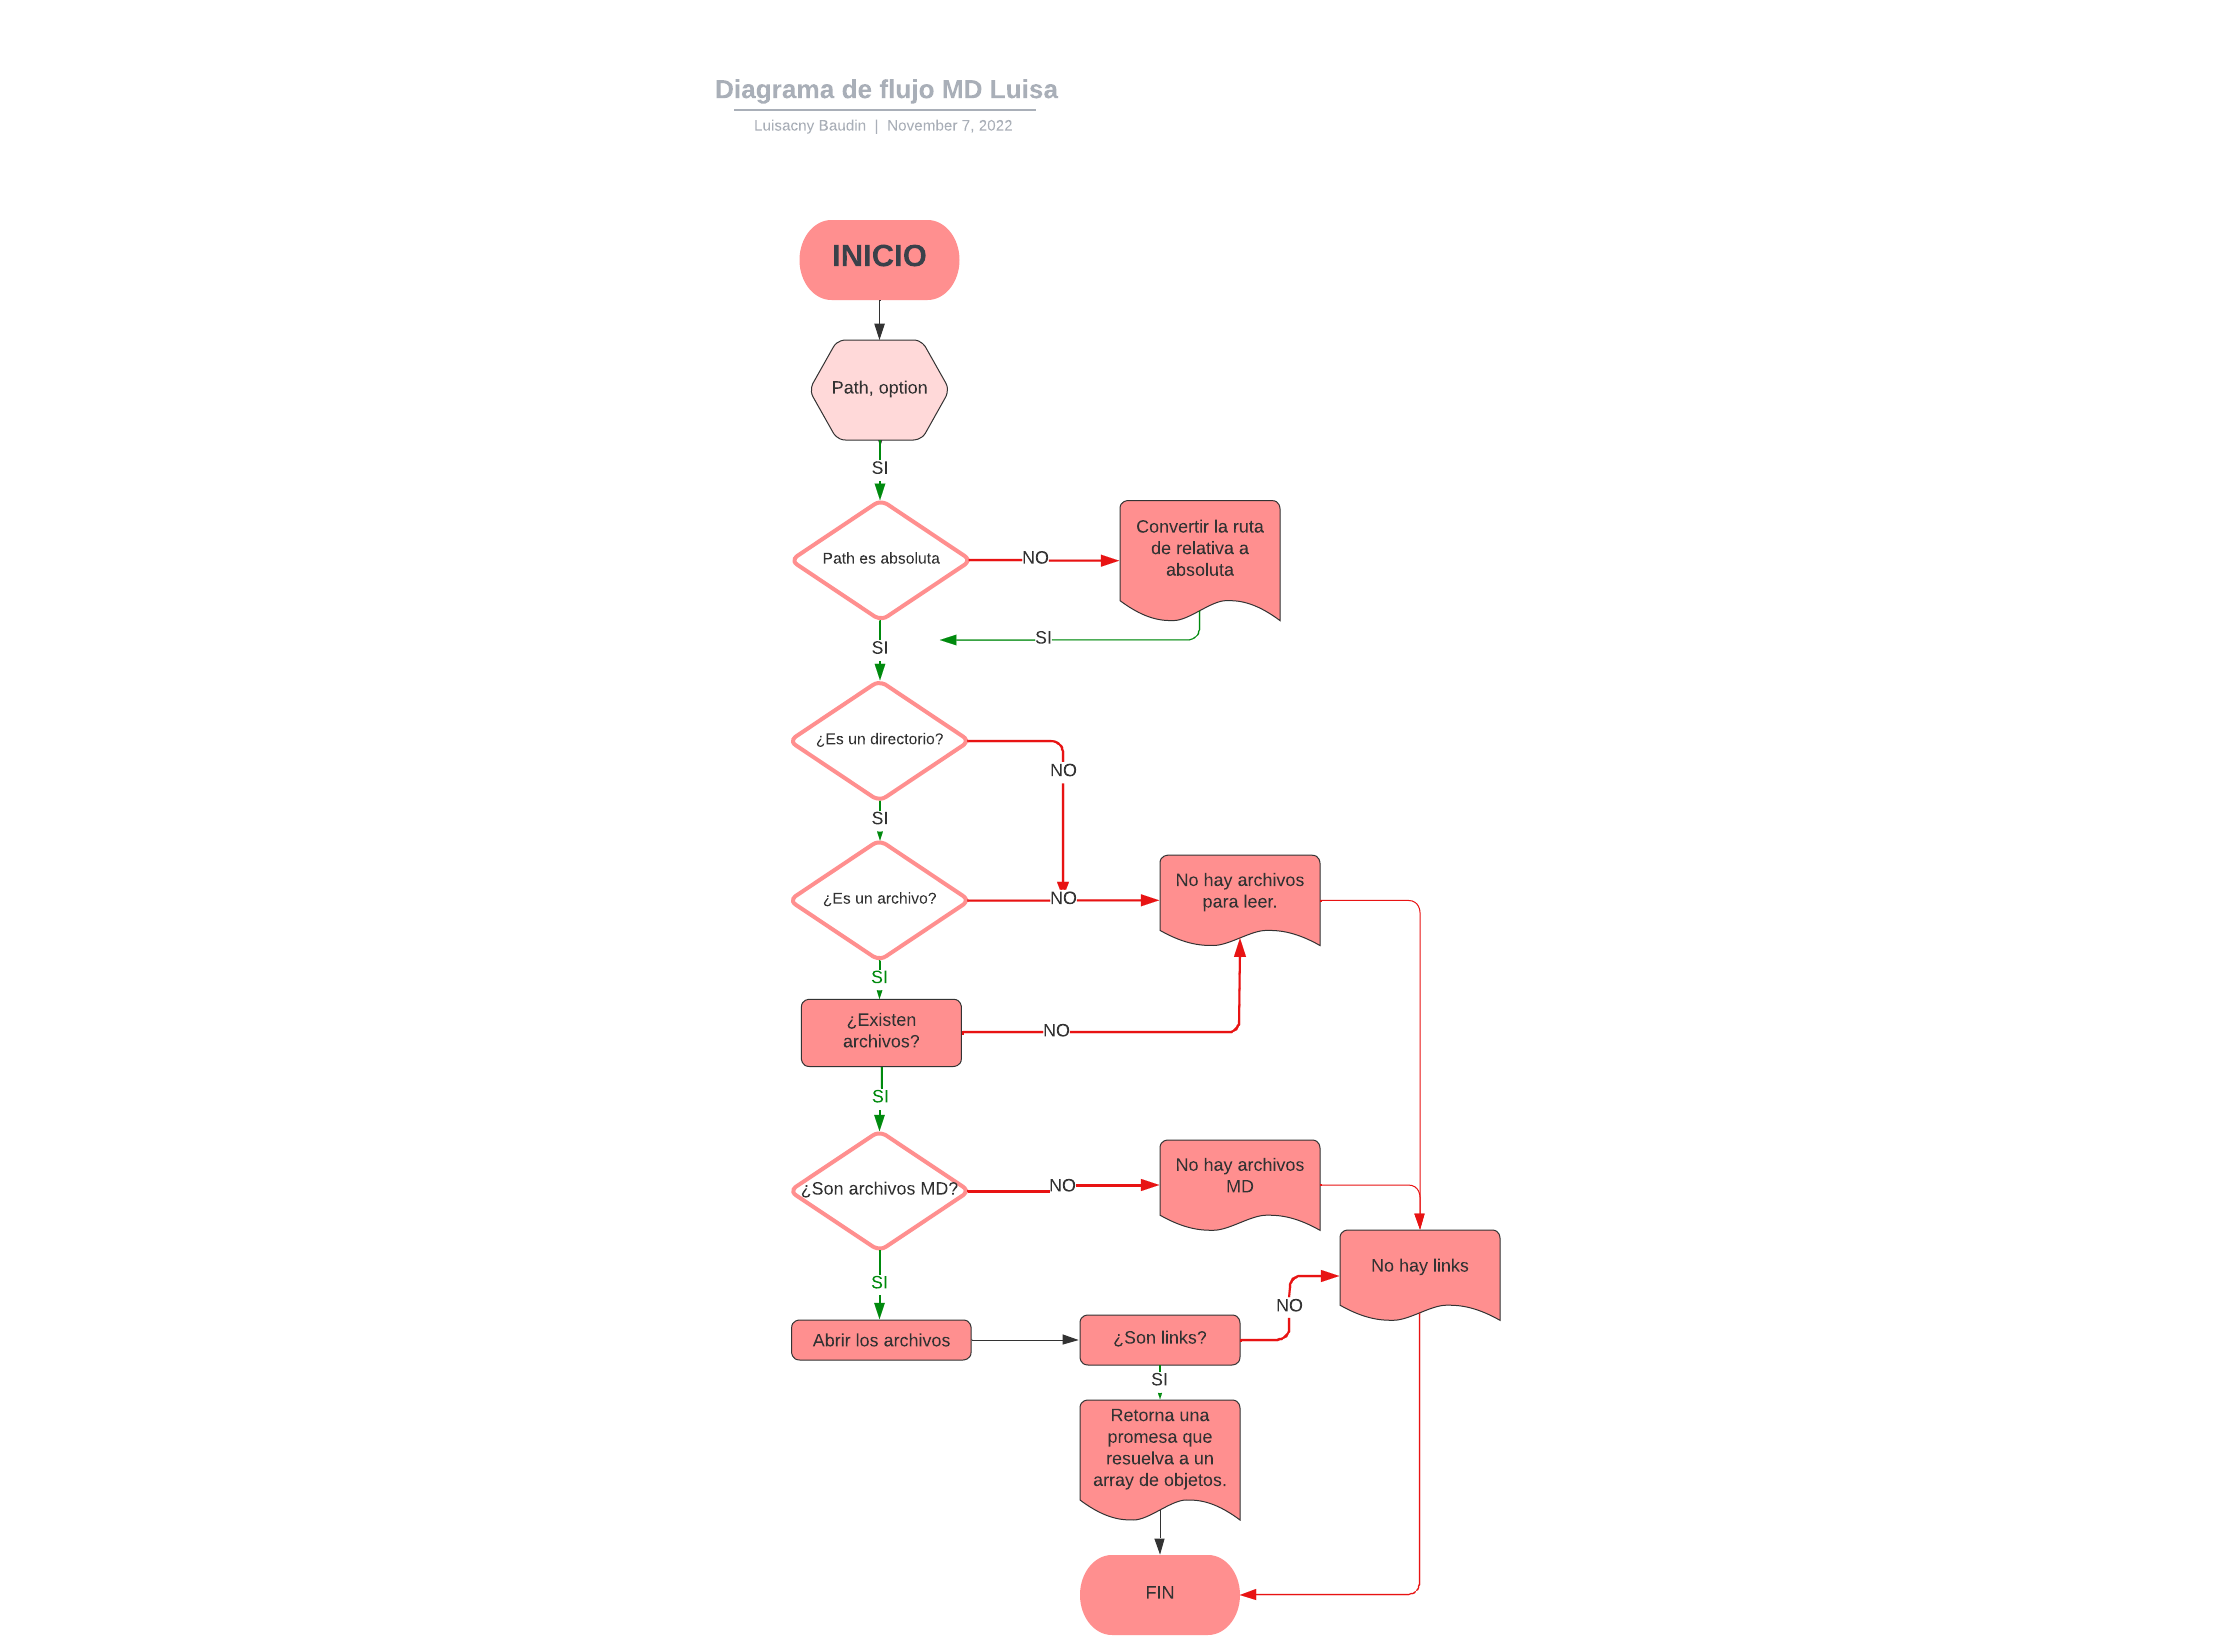 Diagrama de flujo MD Luisa
Luisacny Baudin | November 7, 2022
INICIO
Path, option
SI
Path es absoluta
NO
Convertir la ruta
de relativa a
absoluta
SI
SI
¿Es un directorio?
NO
SI
¿Es un archivo?
NO
No hay archivos
para leer.
SI
¿Existen
archivos?
NO
SI
¿Son archivos MD?
NO
No hay archivos
MD
No hay links
SI
NO
Abrir los archivos
¿Son links?
SI
Retorna una
promesa que
resuelva a un
array de objetos.
FIN